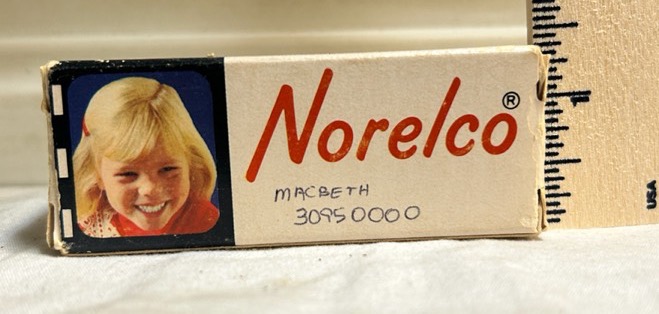 Norelco®
MACBETH
30950000
USA